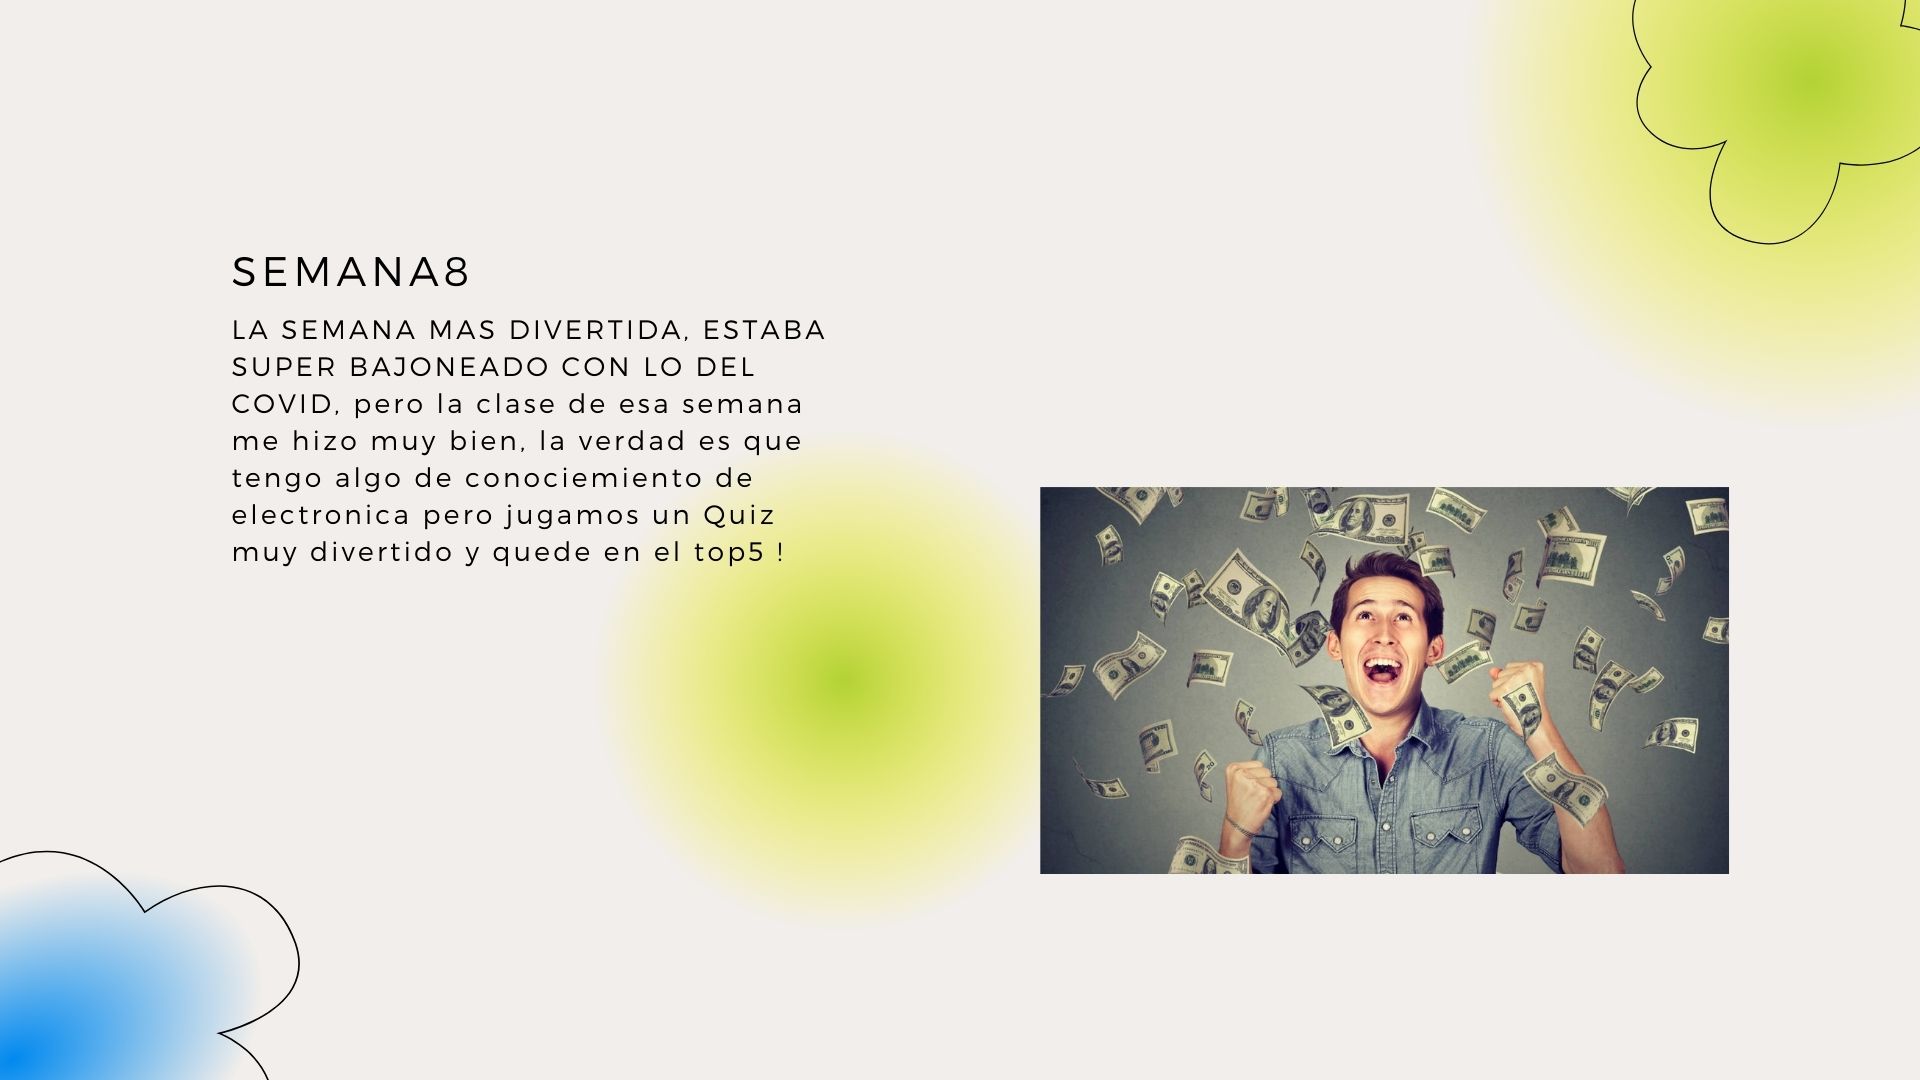 SEMANA8
LA SEMANA MAS DIVERTIDA, ESTABA
SUPER BAJONEADO CON LO DEL
COVID, pero la clase de esa semana
me hizo muy bien, la verdad es que
tengo algo de conociemiento de
electronica pero jugamos un Quiz
muy divertido y quede en el top5 !